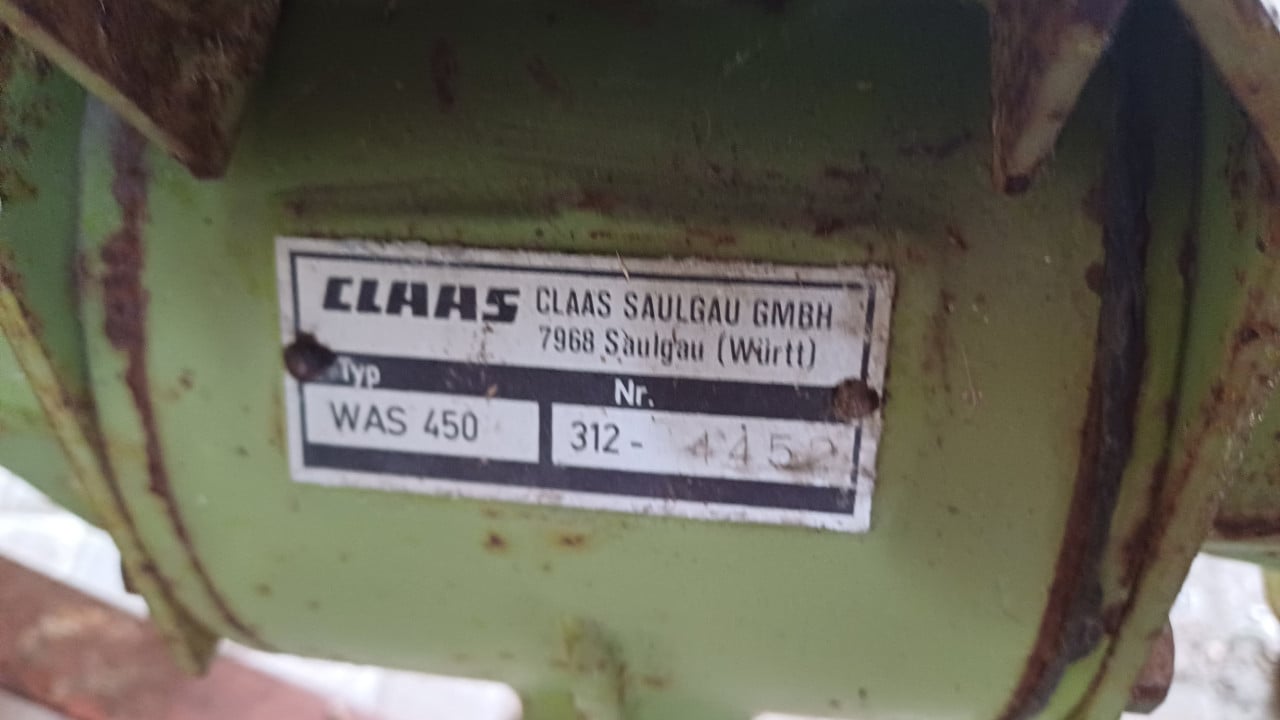 CLAAS CLAAS SAULGAU GMBH
7968 Saulgau (Württ)
Typ Nr.
WAS 450 312-